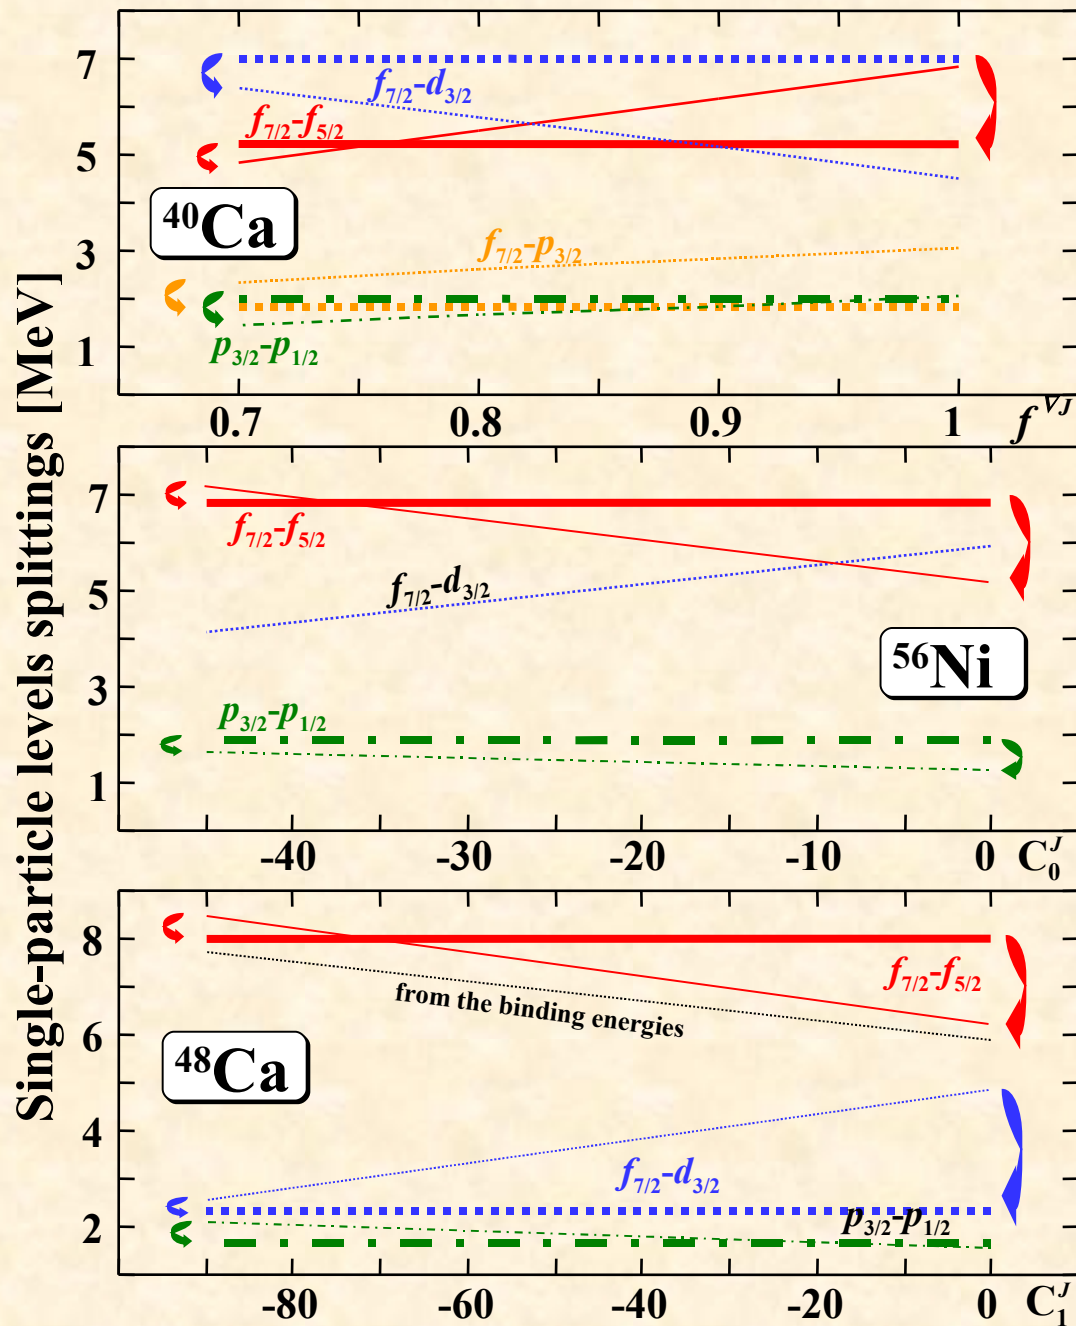 Single-particle levels splittings [MeV]
7
5
3
1
f7/2-d3/2
f7/2-f5/2
40Ca
f7/2-p3/2
p3/2-p1/2
0.7 0.8 0.9 1 f∇J
7
5
3
1
f7/2-f5/2
f7/2-d3/2
56Ni
p3/2-p1/2
-40 -30 -20 -10 0 C0J
8
6
4
2
f7/2-f5/2
from the binding energies
48Ca
f7/2-d3/2
p3/2-p1/2
-80 -60 -40 -20 0 C1J